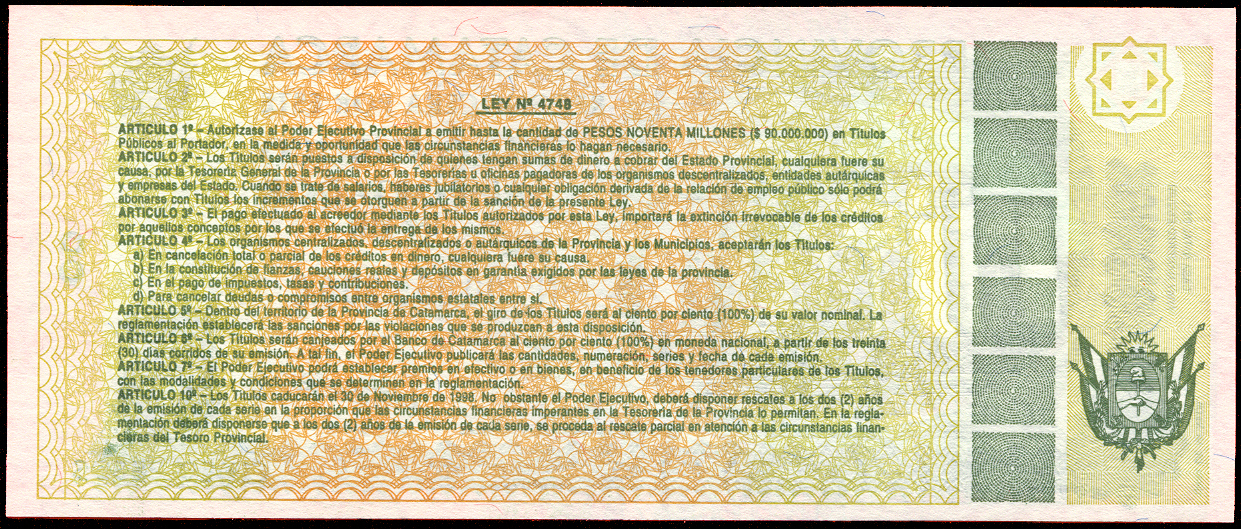 LEY Nº 4748
ARTICULO 1º – Autorízase al Poder Ejecutivo Provincial a emitir hasta la cantidad de PESOS NOVENTA MILLONES ($ 90.000.000) en Títulos
Públicos al Portador, en la medida y oportunidad que las circunstancias financieras lo hagan necesario.
ARTICULO 2º – Los Títulos serán puestos a disposición de quienes tengan sumas de dinero a cobrar del Estado Provincial, cualquiera fuere su
causa, por la Tesorería General de la Provincia o por las Tesorerías u oficinas pagadoras de los organismos descentralizados, entidades autárquicas
y empresas del Estado. Cuando se trate de salarios, haberes jubilatorios o cualquier obligación derivada de la relación de empleo público sólo podrá
abonarse con Títulos los incrementos que se otorguen a partir de la sanción de la presente Ley.
ARTICULO 3º – El pago efectuado al acreedor mediante los Títulos autorizados por esta Ley, importará la extinción irrevocable de los créditos
por aquellos conceptos por los que se efectuó la entrega de los mismos.
ARTICULO 4º – Los organismos centralizados, descentralizados o autárquicos de la Provincia y los Municipios, aceptarán los Títulos:
a) En cancelación total o parcial de los créditos en dinero, cualquiera fuere su causa.
b) En la constitución de fianzas, cauciones reales y depósitos en garantía exigidos por las leyes de la provincia.
c) En el pago de impuestos, tasas y contribuciones.
d) Para cancelar deudas o compromisos entre organismos estatales entre sí.
ARTICULO 5º – Dentro del territorio de la Provincia de Catamarca, el giro de los Títulos será al ciento por ciento (100%) de su valor nominal. La
reglamentación establecerá las sanciones por las violaciones que se produzcan a esta disposición.
ARTICULO 6º – Los Títulos serán canjeados por el Banco de Catamarca al ciento por ciento (100%) en moneda nacional, a partir de los treinta
(30) días corridos de su emisión. A tal fin, el Poder Ejecutivo publicará las cantidades, numeración, series y fecha de cada emisión.
ARTICULO 7º – El Poder Ejecutivo podrá establecer premios en efectivo o en bienes, en beneficio de los tenedores particulares de los Títulos,
con las modalidades y condiciones que se determinen en la reglamentación.
ARTICULO 10º – Los Títulos caducarán el 30 de Noviembre de 1998. No obstante el Poder Ejecutivo, deberá disponer rescates a los dos (2) años
de la emisión de cada serie en la proporción que las circunstancias financieras imperantes en la Tesorería de la Provincia lo permitan. En la regla-
mentación deberá disponerse que a los dos (2) años de la emisión de cada serie, se proceda al rescate parcial en atención a las circunstancias finan-
cieras del Tesoro Provincial.